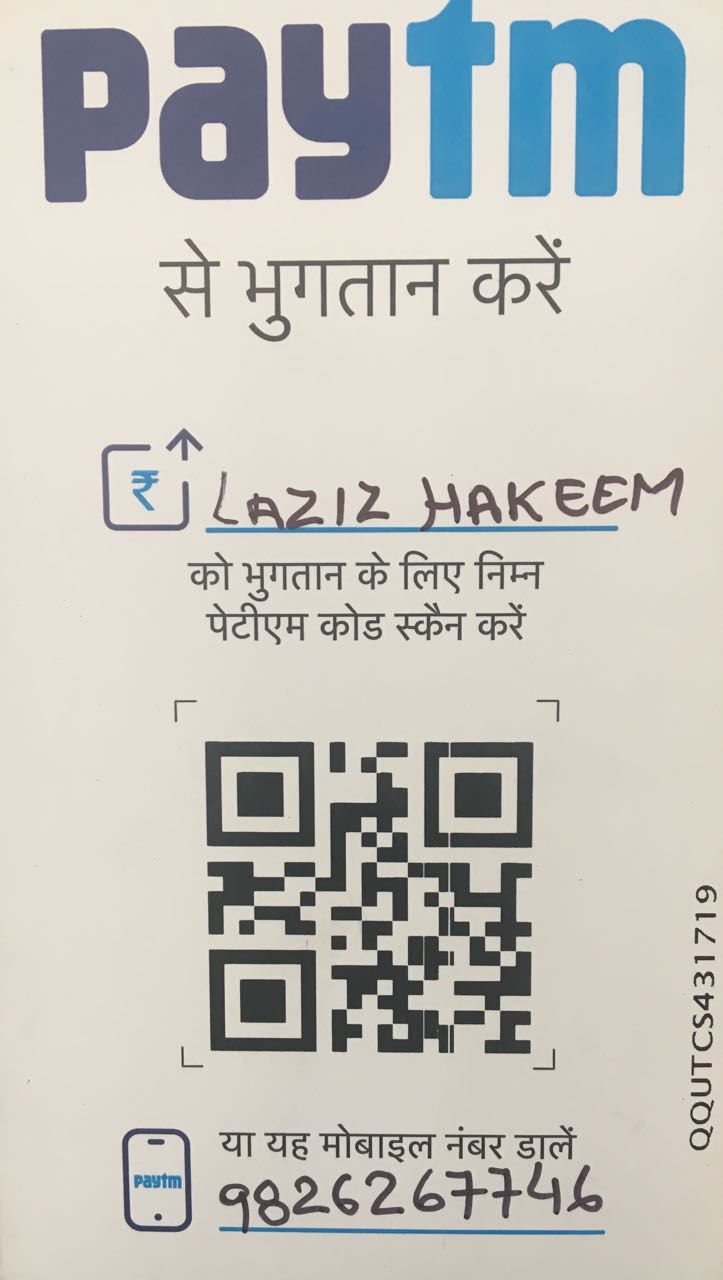 paytm
से भुगतान करें
₹ LAZIZ HAKEEM
को भुगतान के लिए निम्न
पेटीएम कोड स्कैन करें
QQUTCS431719
या यह मोबाइल नंबर डालें
paytm
9826267746